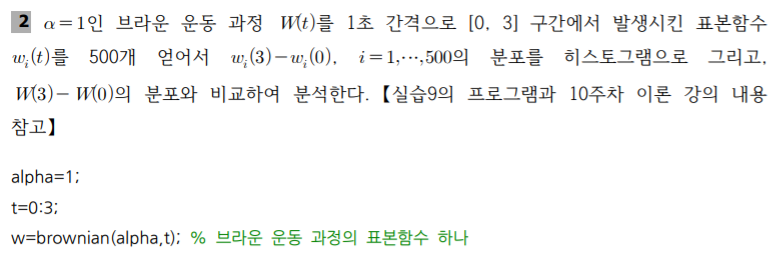 2 α=1인 브라운 운동 과정 W(t)를 1초 간격으로 [0, 3] 구간에서 발생시킨 표본함수
w_i(t)를 500개 얻어서 w_i(3)-w_i(0), i=1,⋯,500의 분포를 히스토그램으로 그리고,
W(3)-W(0)의 분포와 비교하여 분석한다.【실습9의 프로그램과 10주차 이론 강의 내용
참고】
alpha=1;
t=0:3;
w=brownian(alpha,t); % 브라운 운동 과정의 표본함수 하나